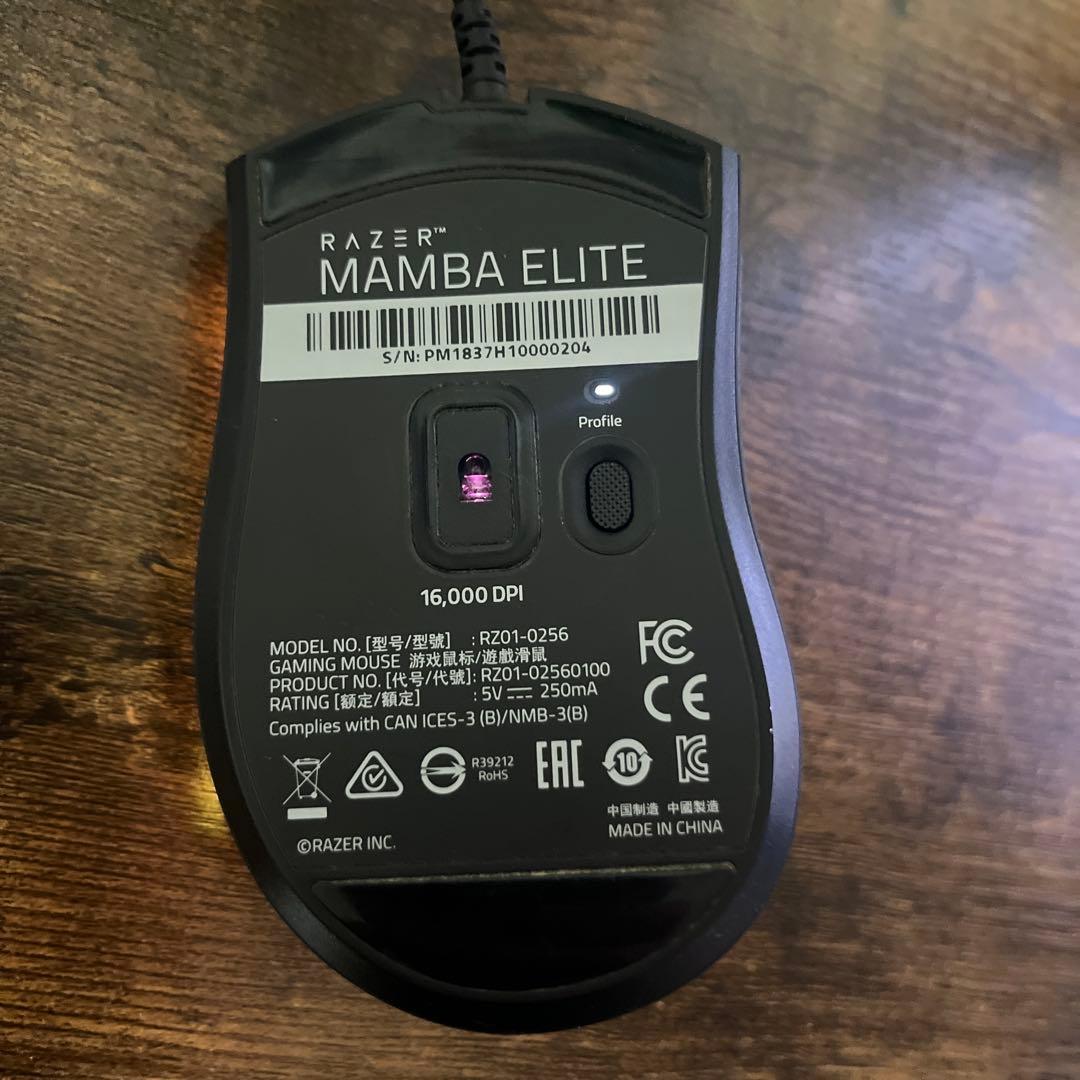 RAZER™
MAMBA ELITE
S/N: PM1837H10000204
Profile
16,000 DPI
MODEL NO. [型号/型號] : RZ01-0256
GAMING MOUSE 游戏鼠标/遊戲滑鼠
PRODUCT NO. [代号/代號]: RZ01-02560100
RATING [额定/額定] : 5V ⎓ 250mA
Complies with CAN ICES-3 (B)/NMB-3(B)
FC
CE
R39212
RoHS
EAC
10
中国制造 中國製造
MADE IN CHINA
©RAZER INC.